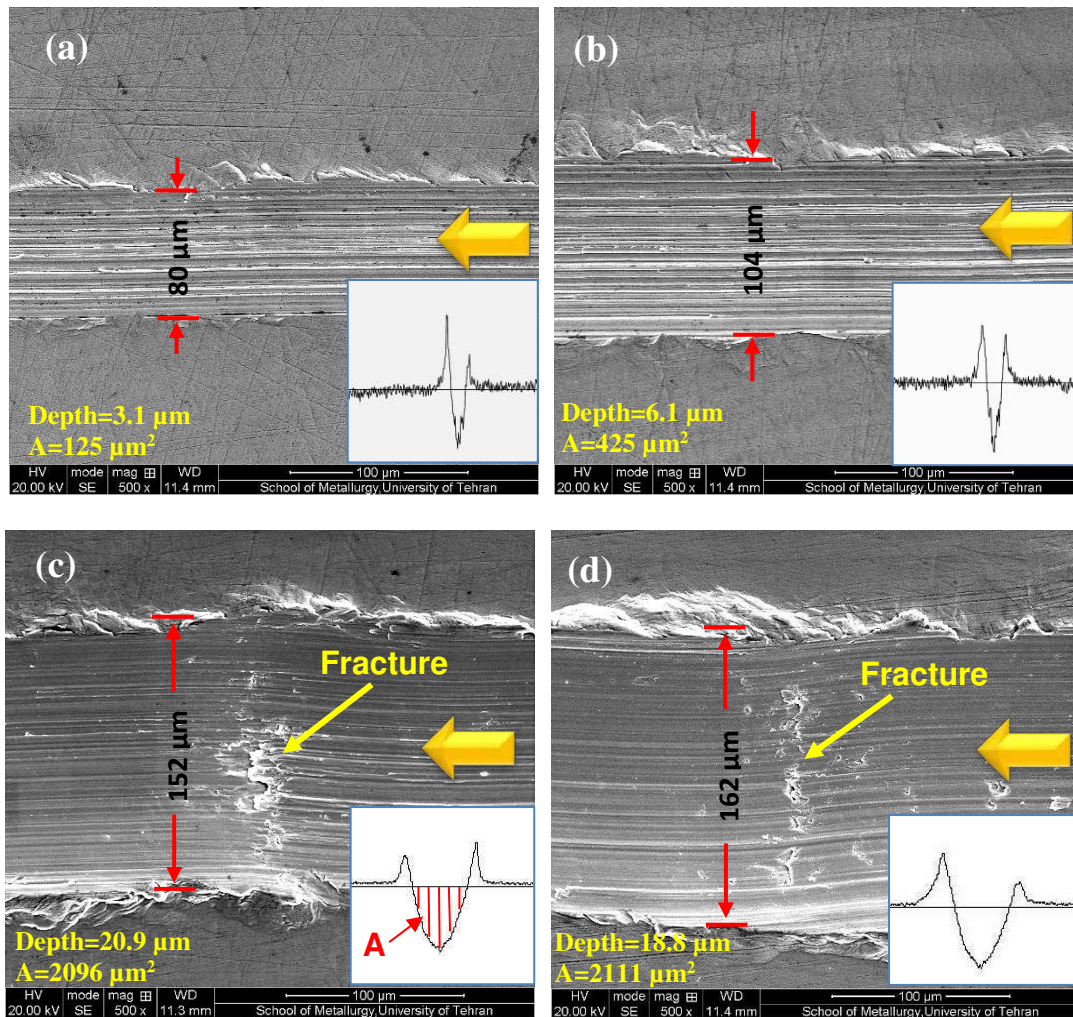 (a)
80 µm
Depth=3.1 µm
A=125 µm²
HV mode mag ⊞ WD 100 µm
20.00 kV SE 500 x 11.4 mm School of Metallurgy,University of Tehran
(b)
104 µm
Depth=6.1 µm
A=425 µm²
HV mode mag ⊞ WD 100 µm
20.00 kV SE 500 x 11.4 mm School of Metallurgy,University of Tehran
(c)
Fracture
152 µm
A
Depth=20.9 µm
A=2096 µm²
HV mode mag ⊞ WD 100 µm
20.00 kV SE 500 x 11.3 mm School of Metallurgy,University of Tehran
(d)
Fracture
162 µm
Depth=18.8 µm
A=2111 µm²
HV mode mag ⊞ WD 100 µm
20.00 kV SE 500 x 11.4 mm School of Metallurgy,University of Tehran